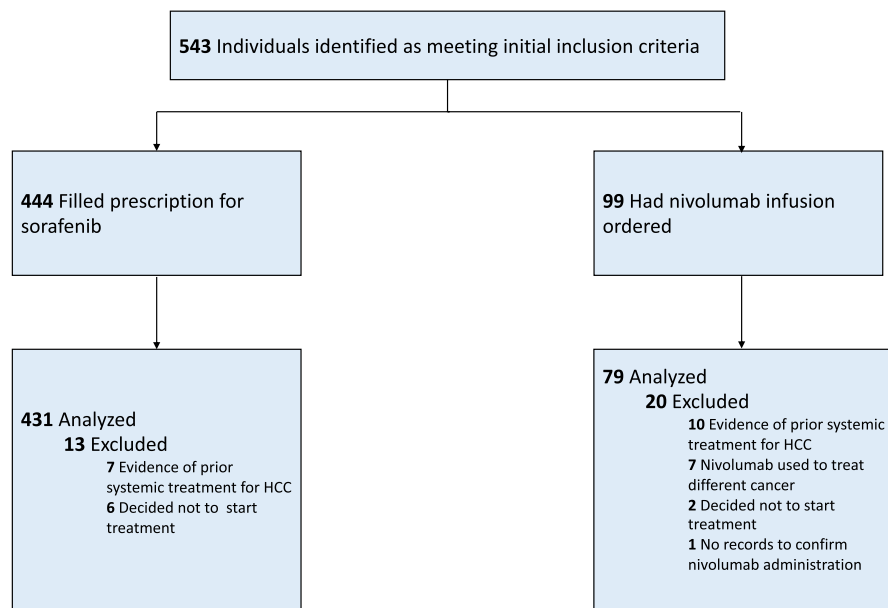 543 Individuals identified as meeting initial inclusion criteria
444 Filled prescription for
sorafenib
99 Had nivolumab infusion
ordered
431 Analyzed
13 Excluded
7 Evidence of prior
systemic treatment for HCC
6 Decided not to start
treatment
79 Analyzed
20 Excluded
10 Evidence of prior systemic
treatment for HCC
7 Nivolumab used to treat
different cancer
2 Decided not to start
treatment
1 No records to confirm
nivolumab administration